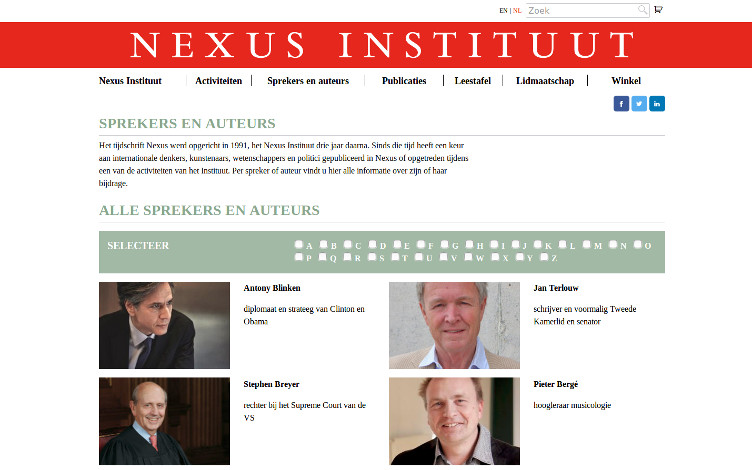 EN | NL Zoek
NEXUS INSTITUUT
Nexus Instituut Activiteiten Sprekers en auteurs Publicaties Leestafel Lidmaatschap Winkel
SPREKERS EN AUTEURS
Het tijdschrift Nexus werd opgericht in 1991, het Nexus Instituut drie jaar daarna. Sinds die tijd heeft een keur
aan internationale denkers, kunstenaars, wetenschappers en politici gepubliceerd in Nexus of opgetreden tijdens
een van de activiteiten van het Instituut. Per spreker of auteur vindt u hier alle informatie over zijn of haar
bijdrage.
ALLE SPREKERS EN AUTEURS
SELECTEER
A B C D E F G H I J K L M N O
P Q R S T U V W X Y Z
Antony Blinken
diplomaat en strateeg van Clinton en
Obama
Jan Terlouw
schrijver en voormalig Tweede
Kamerlid en senator
Stephen Breyer
rechter bij het Supreme Court van de
VS
Pieter Bergé
hoogleraar musicologie